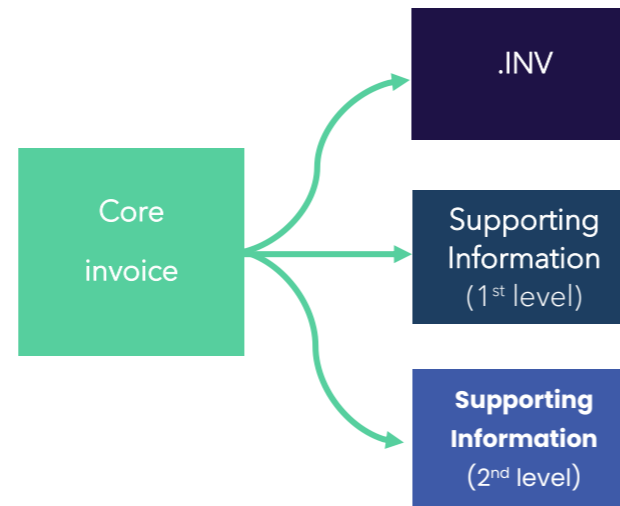 .INV
Core
invoice
Supporting
Information
(1st level)
Supporting
Information
(2nd level)